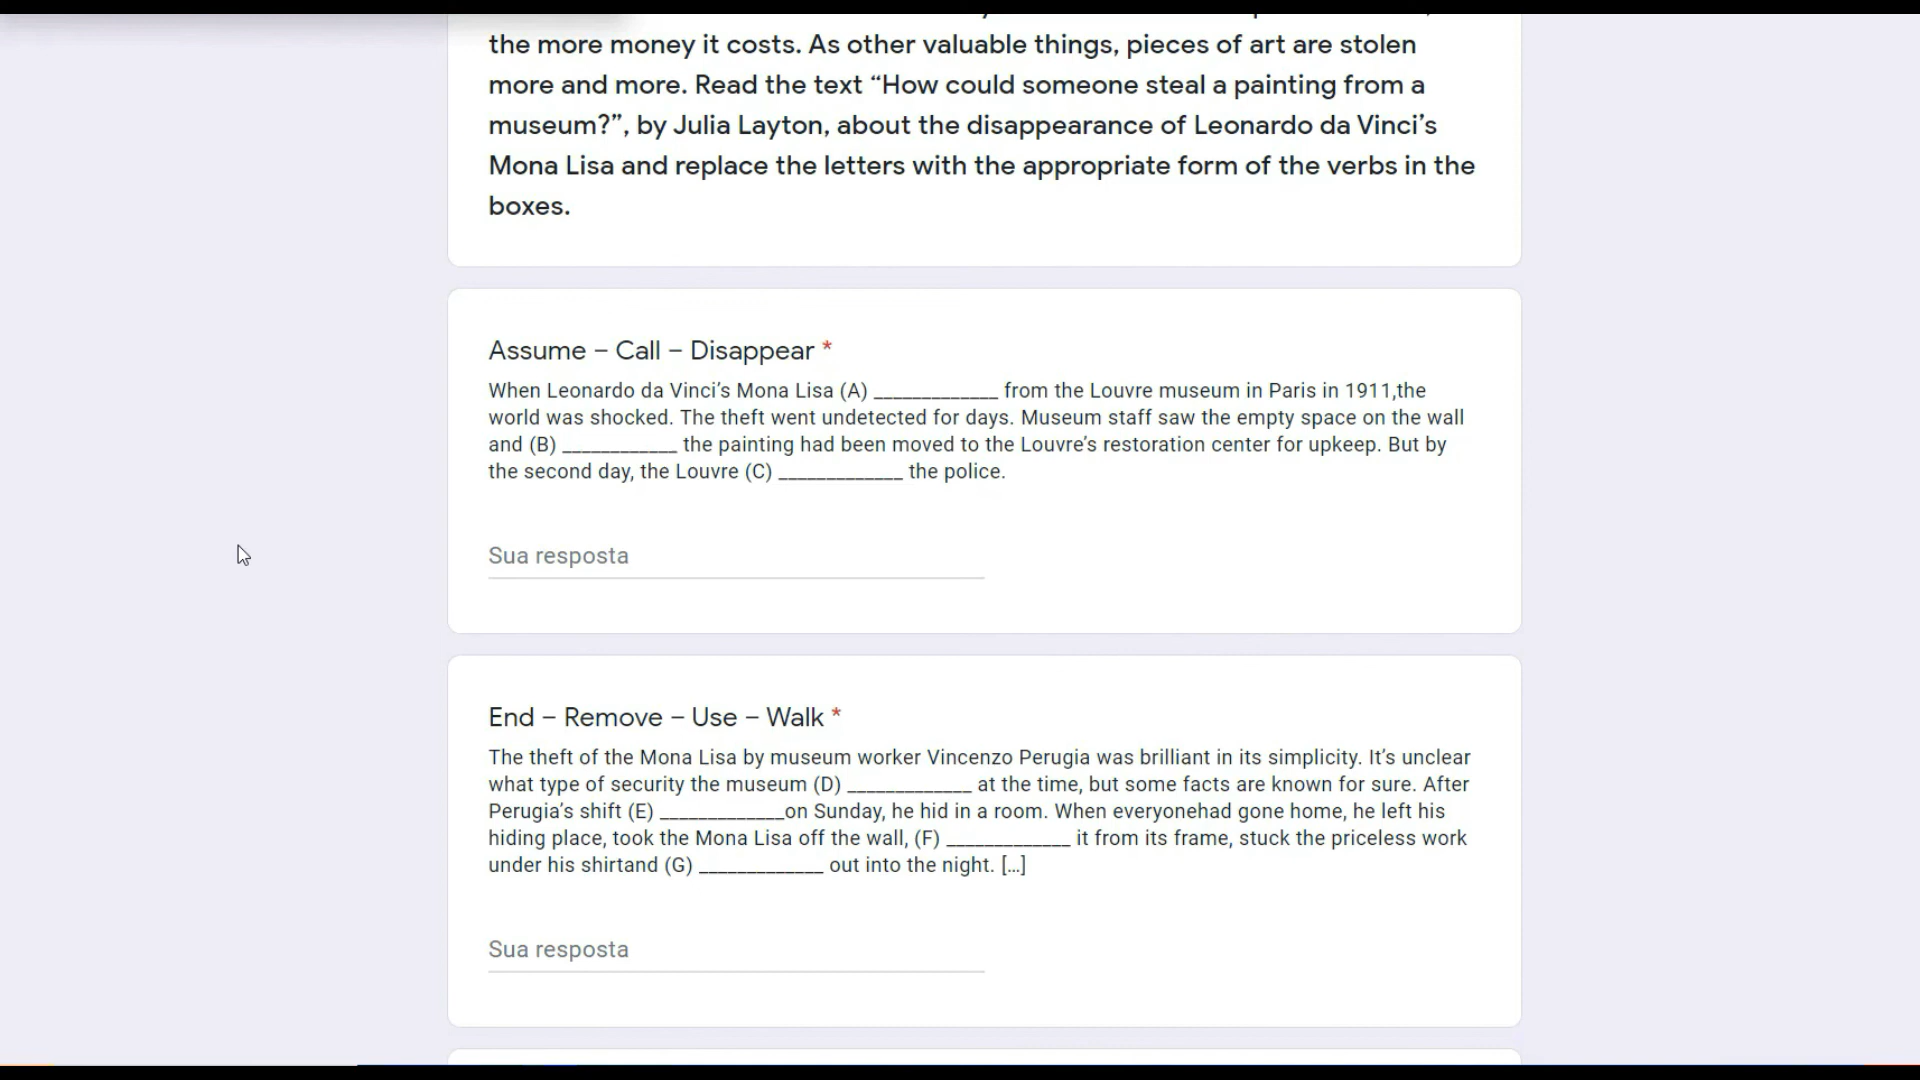 the more money it costs. As other valuable things, pieces of art are stolen
more and more. Read the text “How could someone steal a painting from a
museum?”, by Julia Layton, about the disappearance of Leonardo da Vinci’s
Mona Lisa and replace the letters with the appropriate form of the verbs in the
boxes.
Assume – Call – Disappear *
When Leonardo da Vinci’s Mona Lisa (A) _____________ from the Louvre museum in Paris in 1911,the
world was shocked. The theft went undetected for days. Museum staff saw the empty space on the wall
and (B) ____________ the painting had been moved to the Louvre’s restoration center for upkeep. But by
the second day, the Louvre (C) _____________ the police.
Sua resposta
End – Remove – Use – Walk *
The theft of the Mona Lisa by museum worker Vincenzo Perugia was brilliant in its simplicity. It’s unclear
what type of security the museum (D) _____________ at the time, but some facts are known for sure. After
Perugia’s shift (E) _____________on Sunday, he hid in a room. When everyonehad gone home, he left his
hiding place, took the Mona Lisa off the wall, (F) _____________ it from its frame, stuck the priceless work
under his shirtand (G) _____________ out into the night. […]
Sua resposta